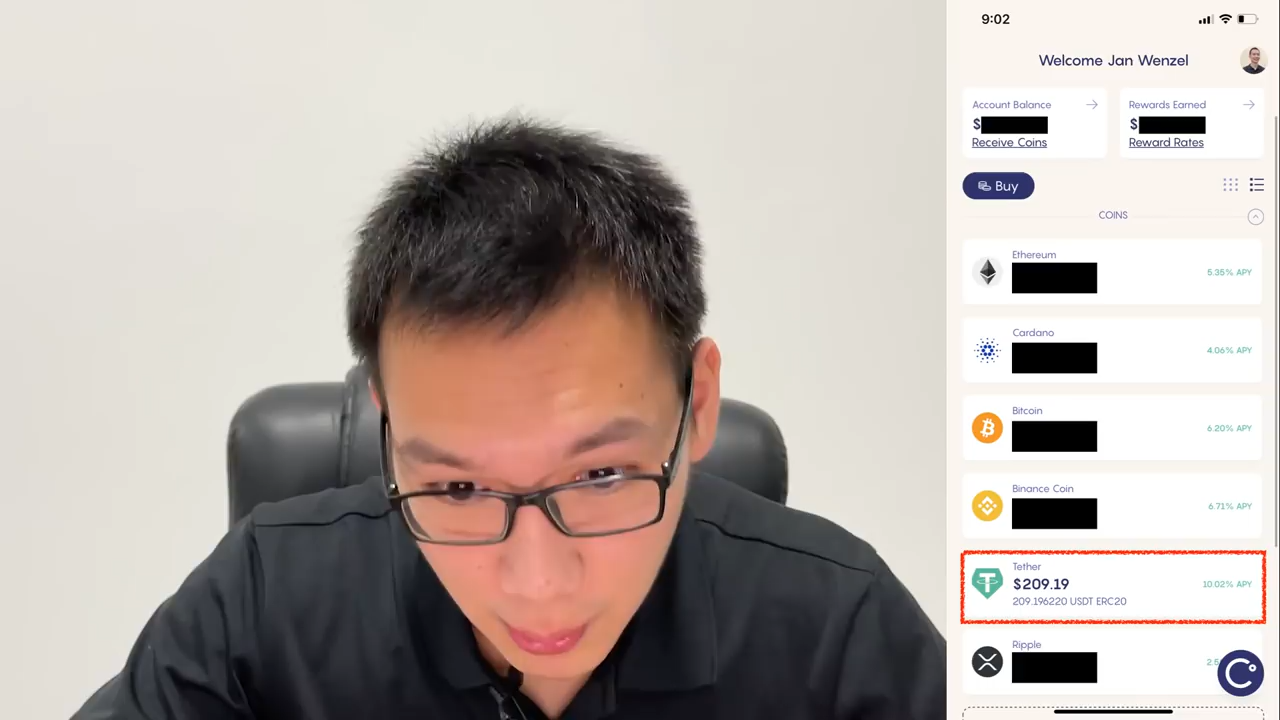 9:02
Welcome Jan Wenzel
Account Balance
$
Receive Coins
Rewards Earned
$
Reward Rates
Buy
COINS
Ethereum
5.35% APY
Cardano
4.06% APY
Bitcoin
6.20% APY
Binance Coin
6.71% APY
Tether
$209.19
209.196220 USDT ERC20
10.02% APY
Ripple